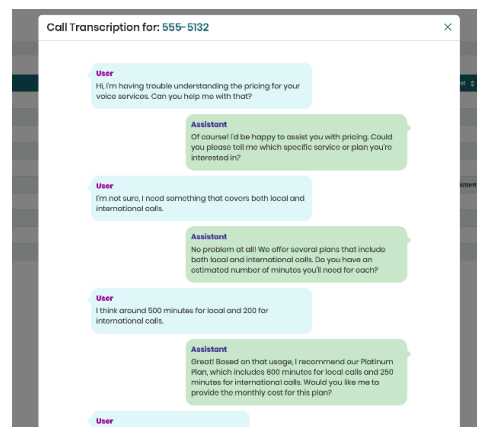 Call Transcription for: 555-5132
User
Hi, I'm having trouble understanding the pricing for your
voice services. Can you help me with that?
Assistant
Of course! I'd be happy to assist you with pricing. Could
you please tell me which specific service or plan you're
interested in?
User
I'm not sure, I need something that covers both local and
international calls.
Assistant
No problem at all! We offer several plans that include
both local and international calls. Do you have an
estimated number of minutes you'll need for each?
User
I think around 500 minutes for local and 200 for
international calls.
Assistant
Great! Based on that usage, I recommend our Platinum
Plan, which includes 600 minutes for local calls and 250
minutes for international calls. Would you like me to
provide the monthly cost for this plan?
User